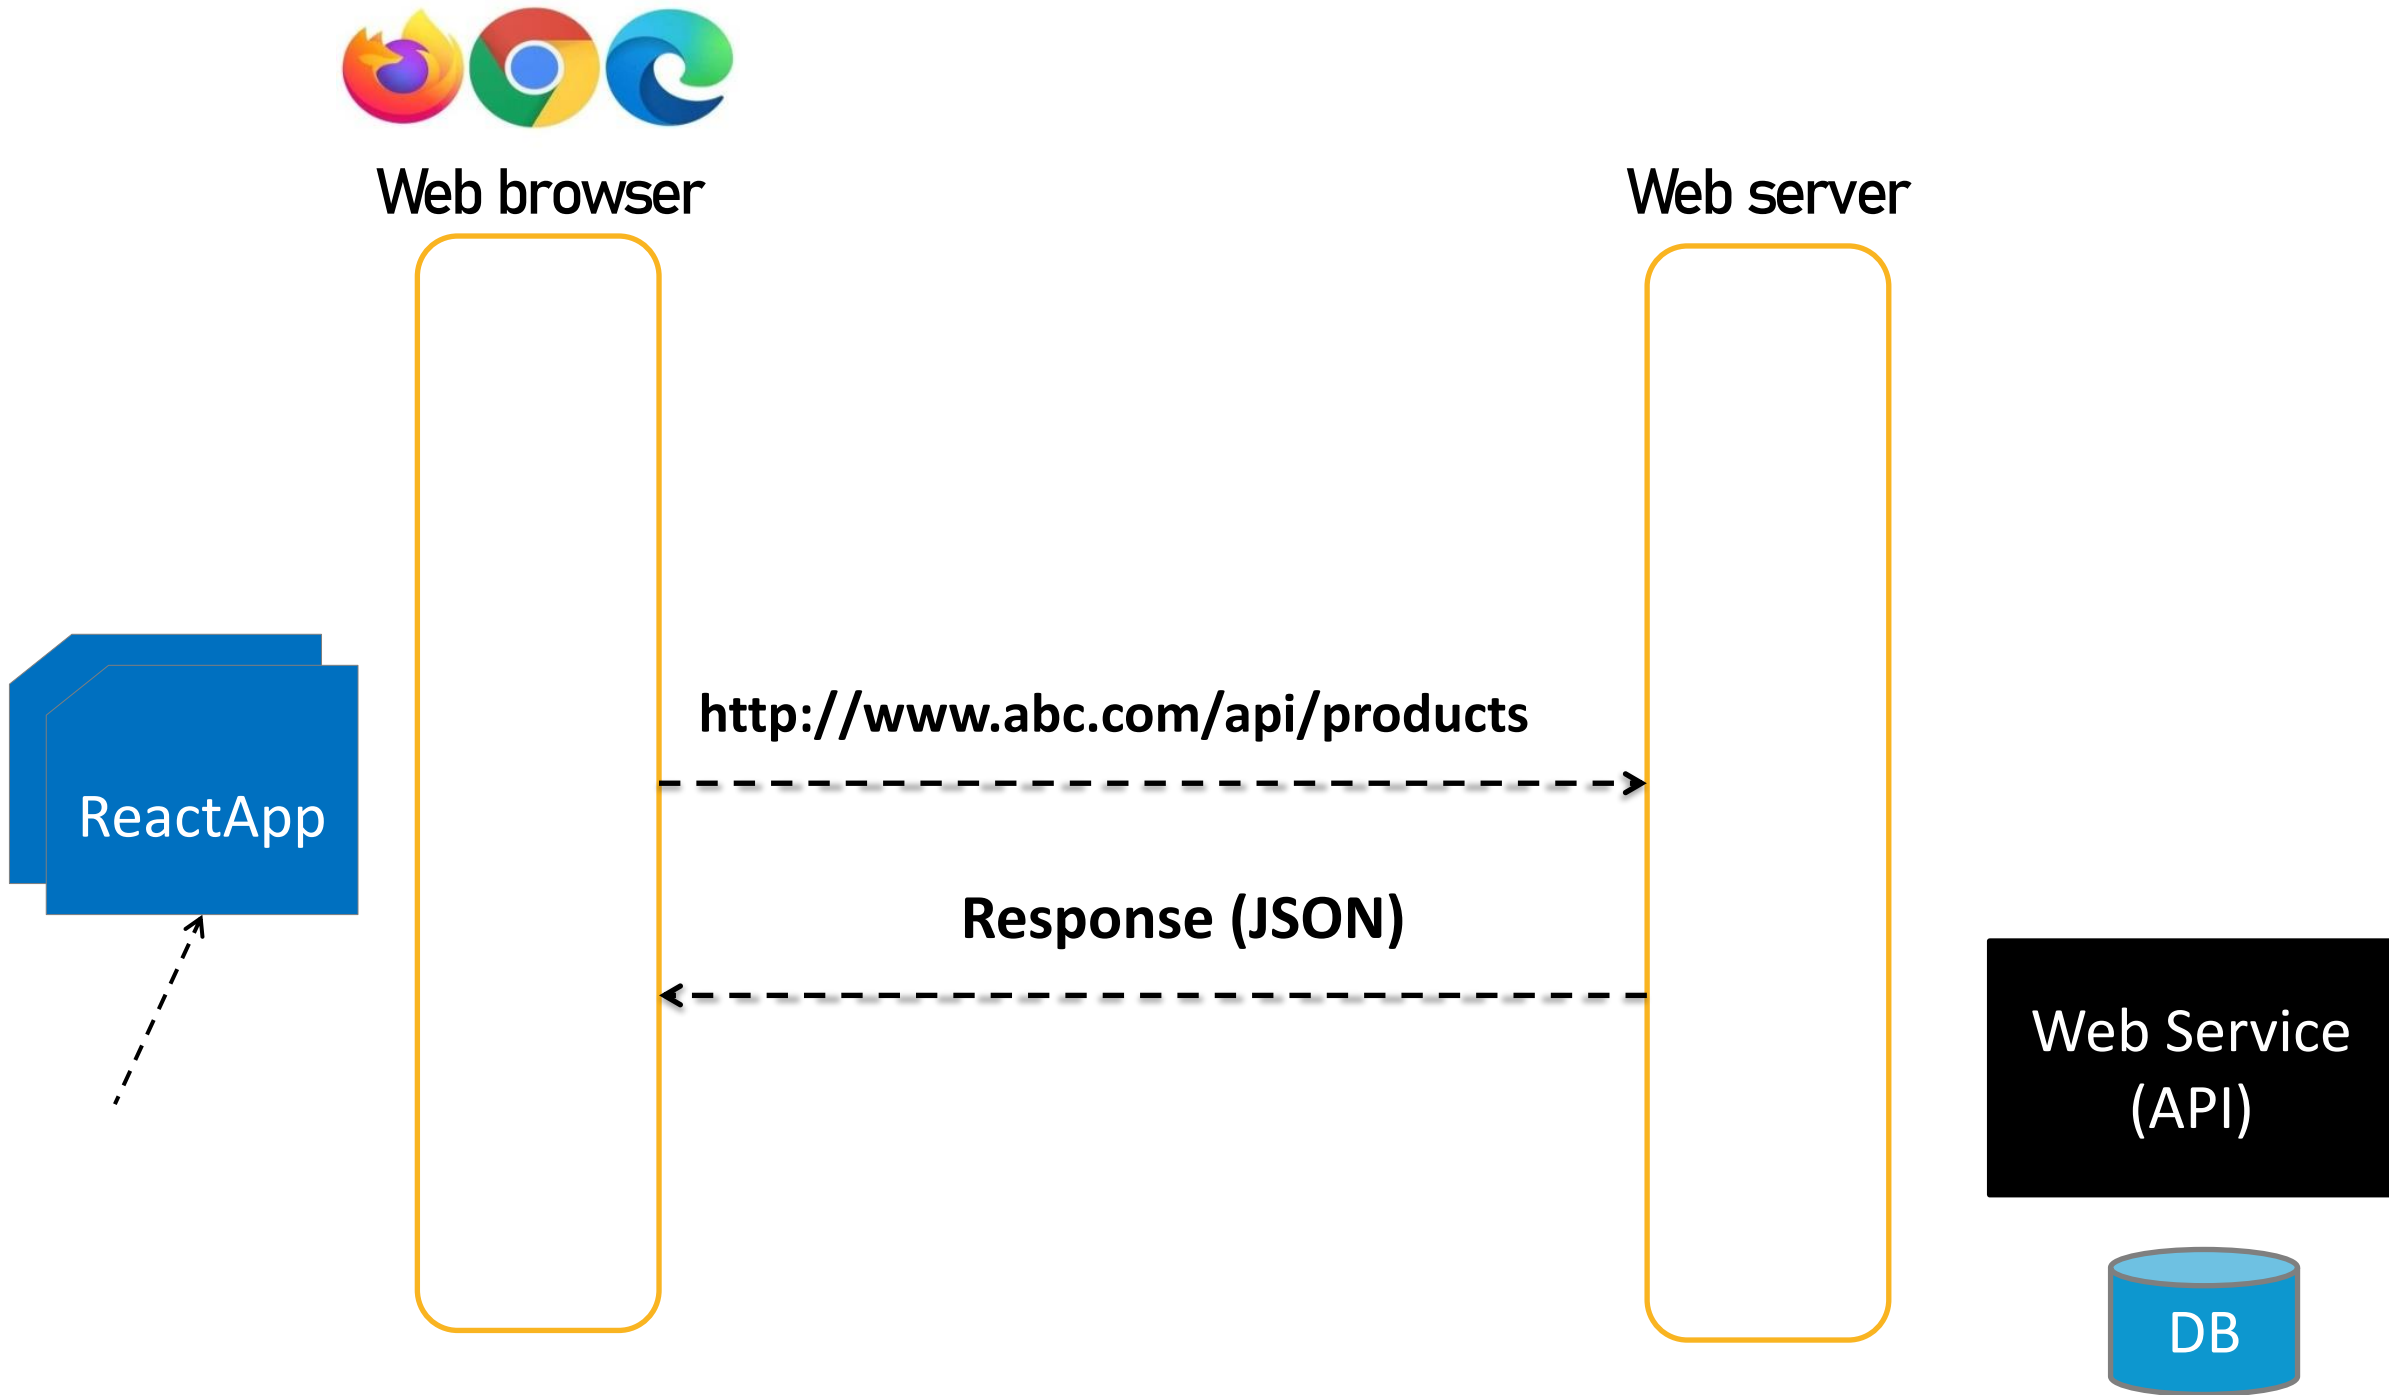 Web browser
Web server
http://www.abc.com/api/products
ReactApp
Response (JSON)
Web Service
(API)
DB